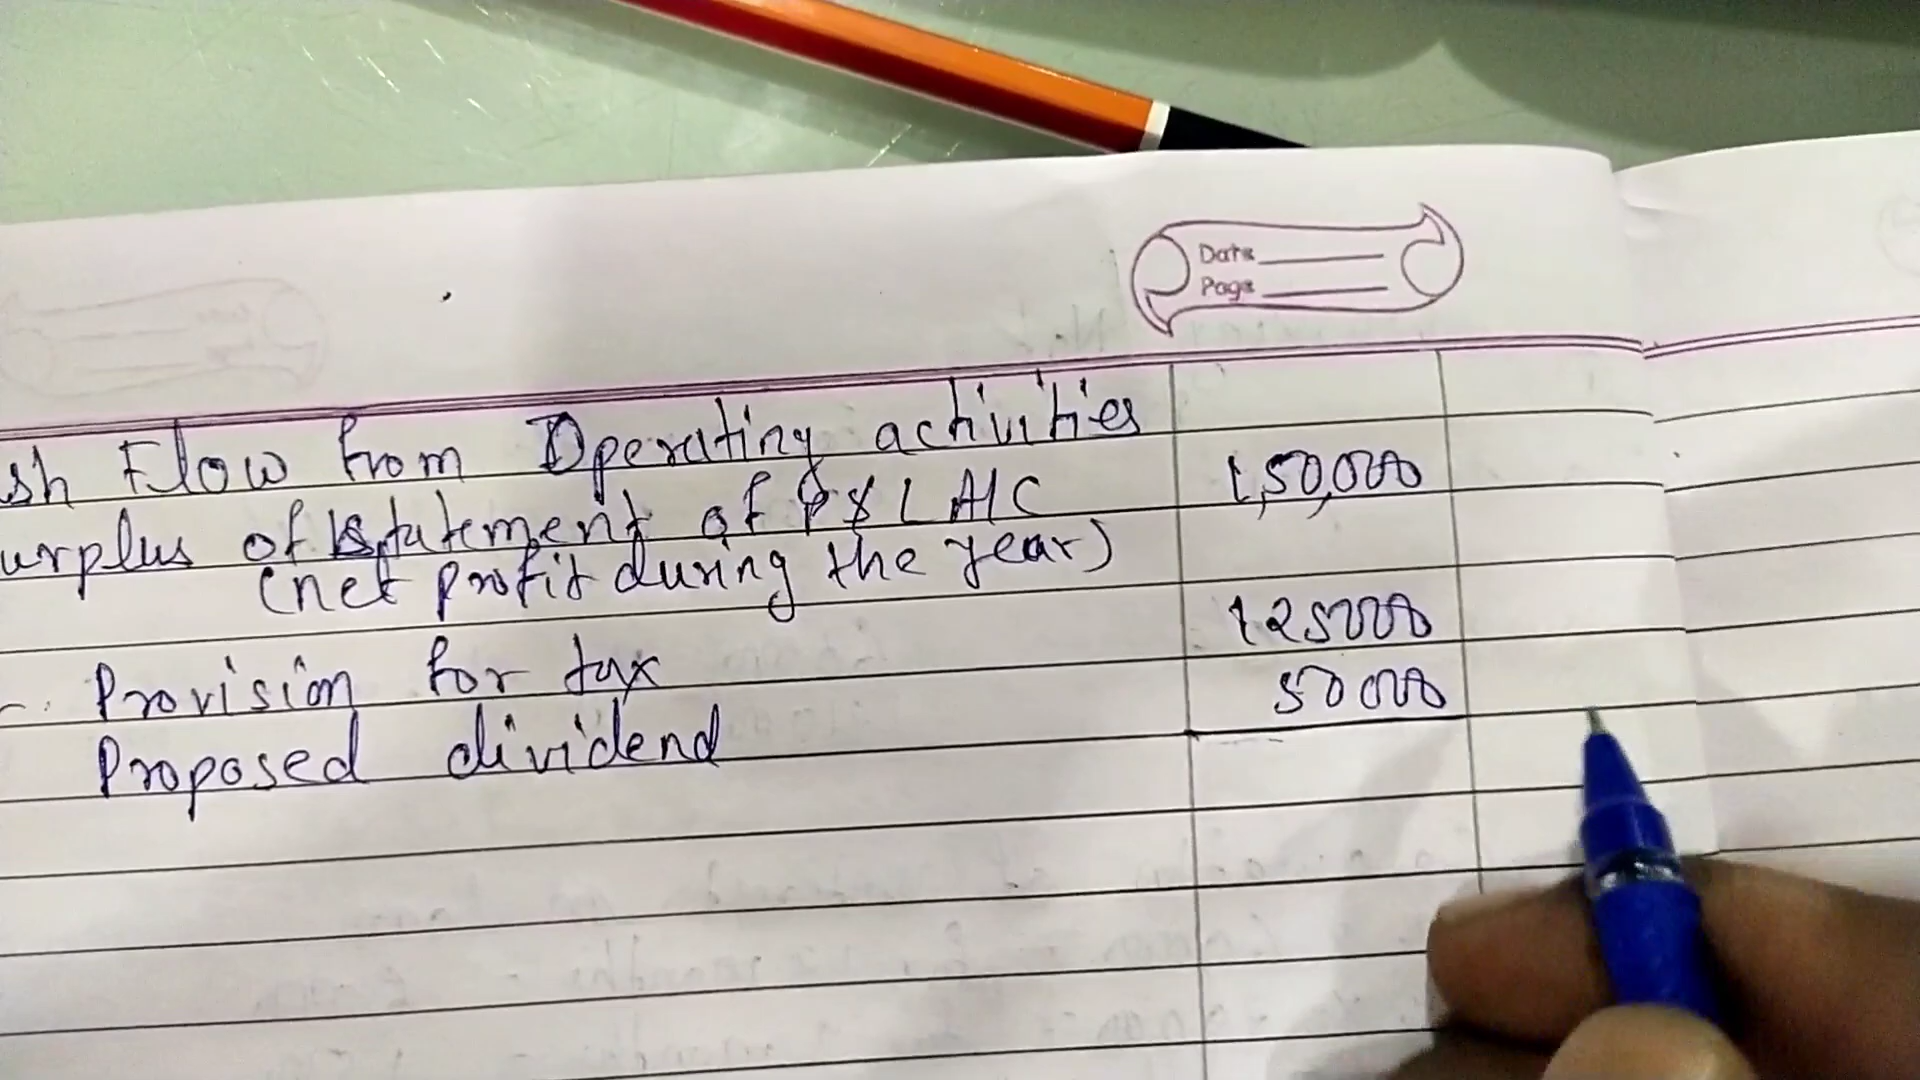 Date
Page
sh Flow from Operating activities
urplus of statement of P & L A/C 1,50,000
(net profit during the year)
Provision for tax 125000
Proposed dividend 50000